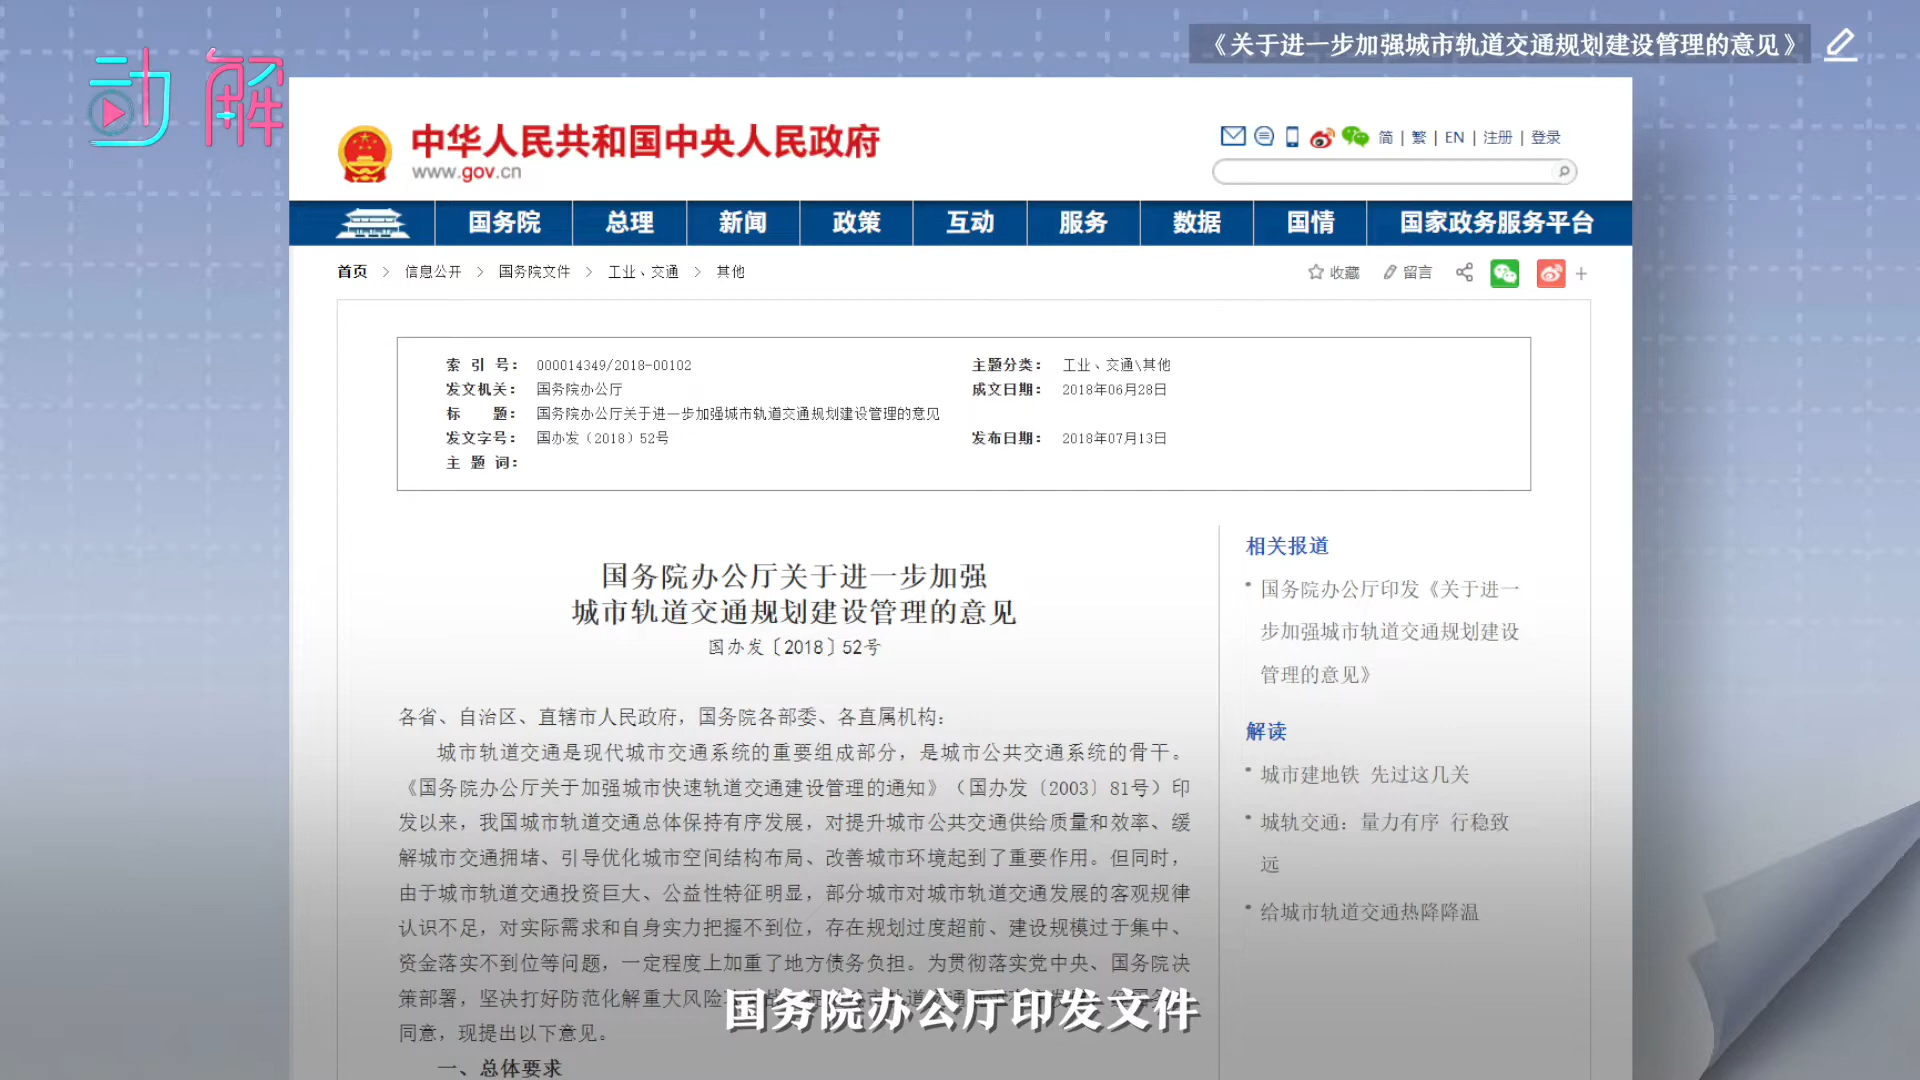 《关于进一步加强城市轨道交通规划建设管理的意见》
动解
中华人民共和国中央人民政府
www.gov.cn
简 | 繁 | EN | 注册 | 登录
国务院 总理 新闻 政策 互动 服务 数据 国情 国家政务服务平台
首页 > 信息公开 > 国务院文件 > 工业、交通 > 其他
收藏 留言
索 引 号： 000014349/2018-00102 主题分类： 工业、交通\其他
发文机关： 国务院办公厅 成文日期： 2018年06月28日
标 题： 国务院办公厅关于进一步加强城市轨道交通规划建设管理的意见
发文字号： 国办发〔2018〕52号 发布日期： 2018年07月13日
主 题 词：
国务院办公厅关于进一步加强
城市轨道交通规划建设管理的意见
国办发〔2018〕52号
各省、自治区、直辖市人民政府，国务院各部委、各直属机构：
城市轨道交通是现代城市交通系统的重要组成部分，是城市公共交通系统的骨干。
《国务院办公厅关于加强城市快速轨道交通建设管理的通知》（国办发〔2003〕81号）印
发以来，我国城市轨道交通总体保持有序发展，对提升城市公共交通供给质量和效率、缓
解城市交通拥堵、引导优化城市空间结构布局、改善城市环境起到了重要作用。但同时，
由于城市轨道交通投资巨大、公益性特征明显，部分城市对城市轨道交通发展的客观规律
认识不足，对实际需求和自身实力把握不到位，存在规划过度超前、建设规模过于集中、
资金落实不到位等问题，一定程度上加重了地方债务负担。为贯彻落实党中央、国务院决
策部署，坚决打好防范化解重大风险
同意，现提出以下意见。
一、总体要求
相关报道
国务院办公厅印发《关于进一
步加强城市轨道交通规划建设
管理的意见》
解读
城市建地铁 先过这几关
城轨交通：量力有序 行稳致
远
给城市轨道交通热降降温
国务院办公厅印发文件